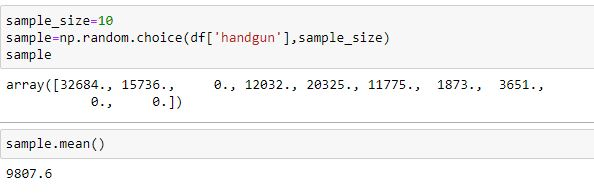 sample_size=10
sample=np.random.choice(df['handgun'],sample_size)
sample
array([32684., 15736.,     0., 12032., 20325., 11775.,  1873.,  3651.,
           0.,     0.])
sample.mean()
9807.6